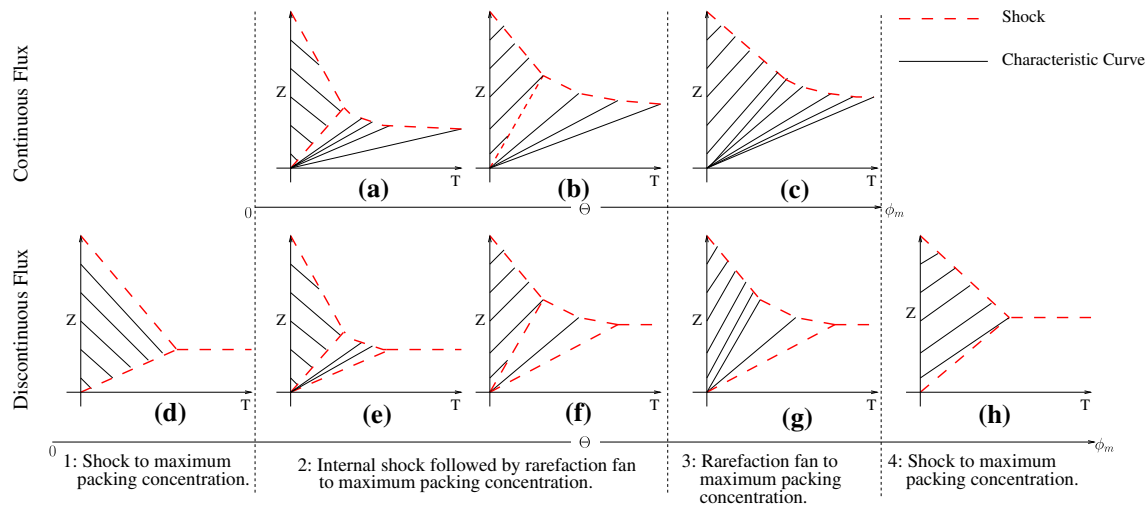 Continuous Flux
Z
T
(a)
Z
T
(b)
Z
T
(c)
Shock
Characteristic Curve
0
Θ
ϕm
Discontinuous Flux
Z
T
(d)
Z
T
(e)
Z
T
(f)
Z
T
(g)
Z
T
(h)
0
Θ
ϕm
1: Shock to maximum
packing concentration.
2: Internal shock followed by rarefaction fan
to maximum packing concentration.
3: Rarefaction fan to
maximum packing
concentration.
4: Shock to maximum
packing concentration.